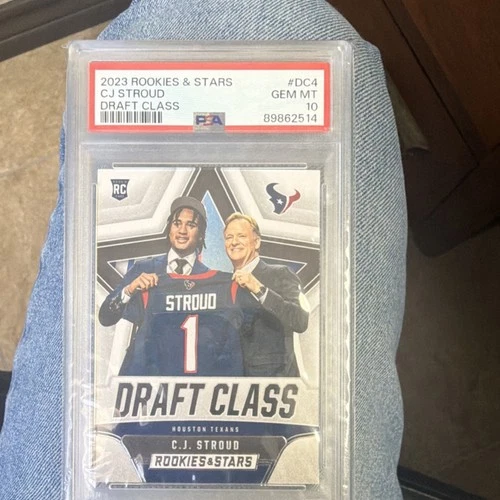 2023 ROOKIES & STARS #DC4
CJ STROUD GEM MT
DRAFT CLASS 10
PSA 89862514
RC
STROUD
1
DRAFT CLASS
HOUSTON TEXANS
C.J. STROUD
ROOKIES&STARS